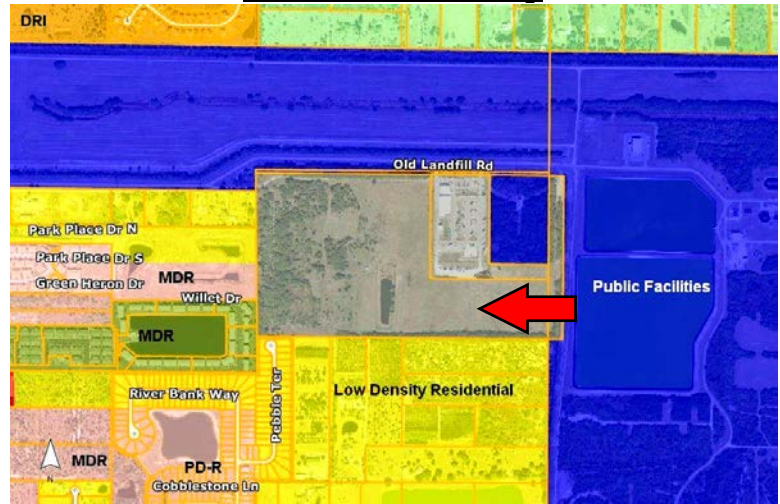 DRI
Old Landfill Rd
Park Place Dr N
Park Place Dr S
MDR
Green Heron Dr
Willet Dr
Public Facilities
MDR
Low Density Residential
River Bank Way
Pebble Ter
MDR
PD-R
N
Cobblestone Ln